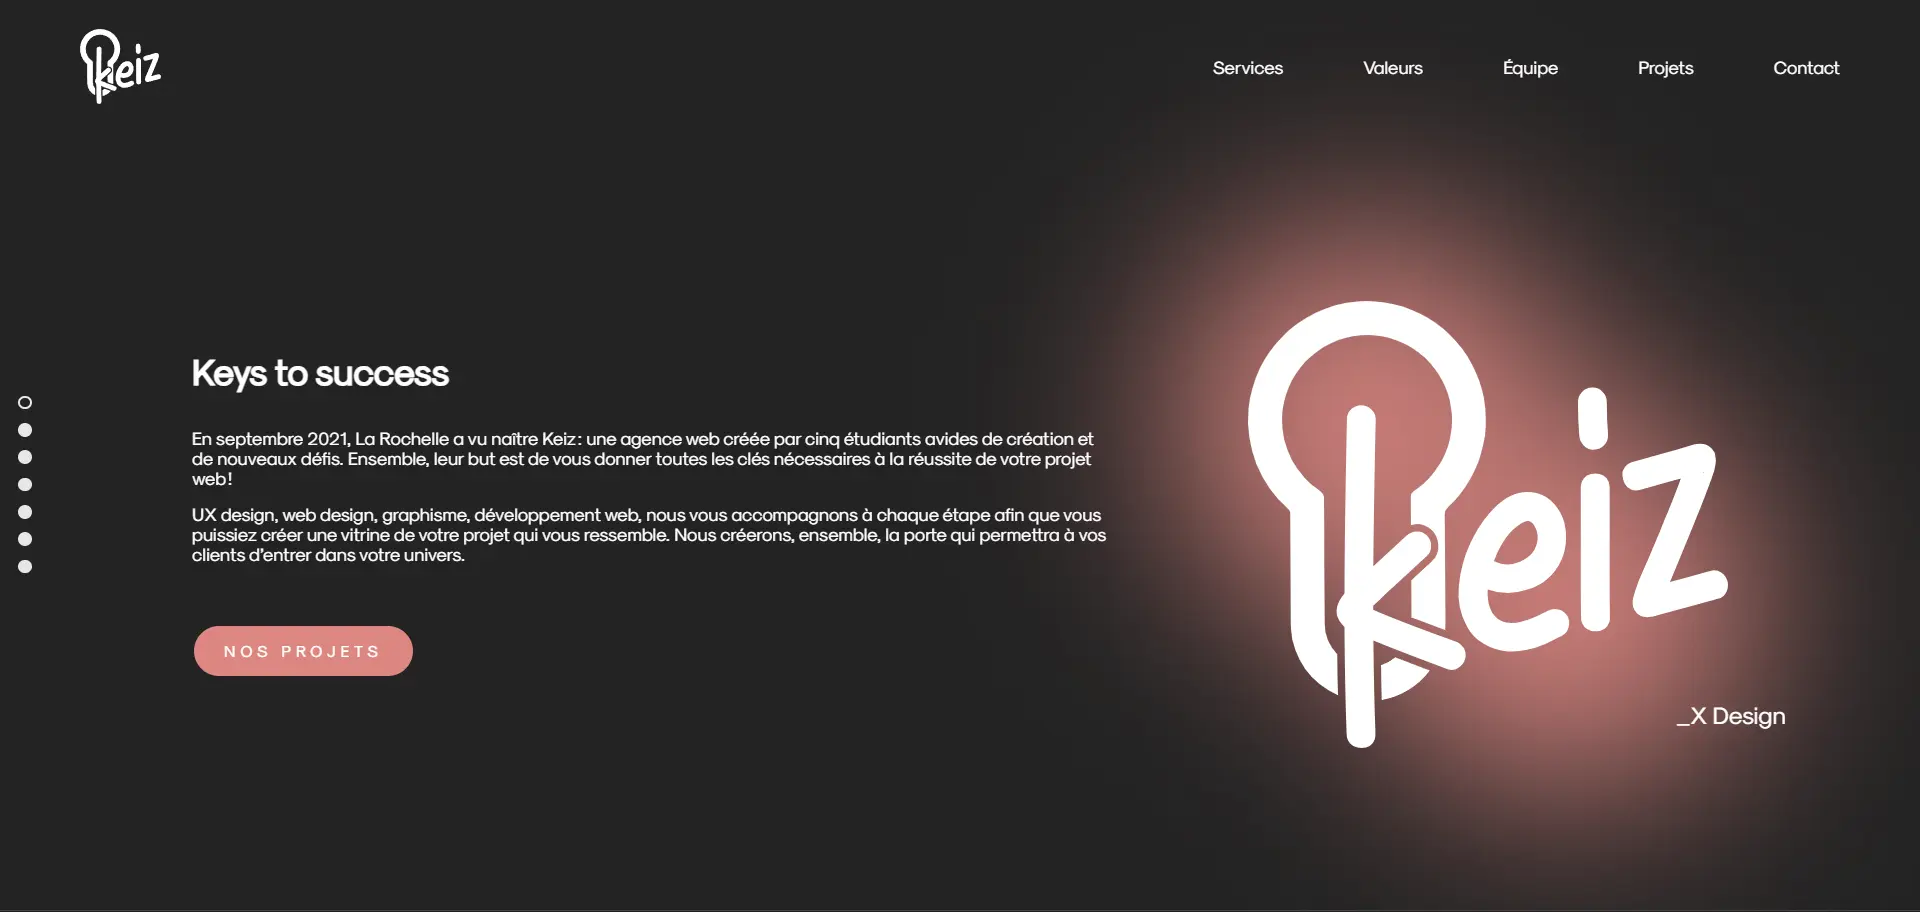 keiz
Services
Valeurs
Équipe
Projets
Contact
Keys to success
En septembre 2021, La Rochelle a vu naître Keiz : une agence web créée par cinq étudiants avides de création et
de nouveaux défis. Ensemble, leur but est de vous donner toutes les clés nécessaires à la réussite de votre projet
web !
UX design, web design, graphisme, développement web, nous vous accompagnons à chaque étape afin que vous
puissiez créer une vitrine de votre projet qui vous ressemble. Nous créerons, ensemble, la porte qui permettra à vos
clients d'entrer dans votre univers.
NOS PROJETS
keiz
_X Design